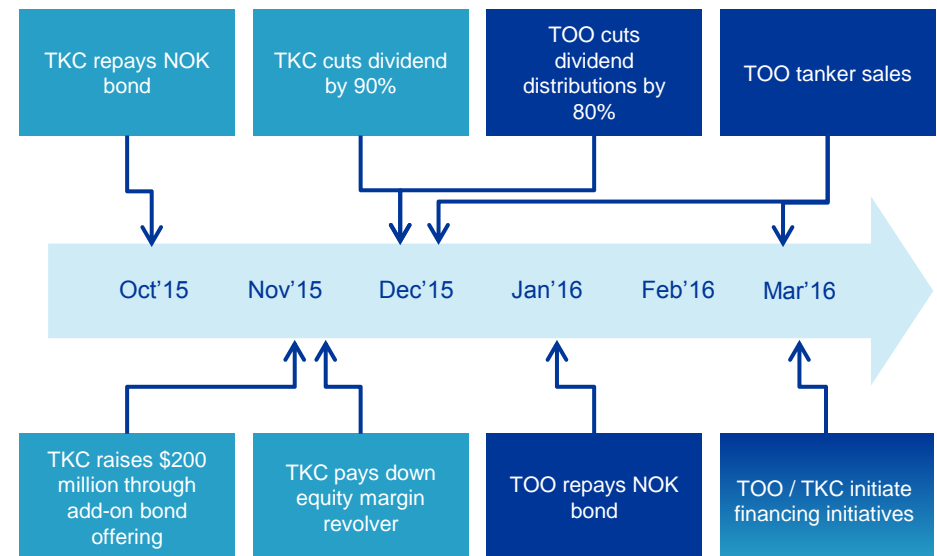 TKC repays NOK
bond
TKC cuts dividend
by 90%
TOO cuts
dividend
distributions by
80%
TOO tanker sales
Oct’15
Nov’15
Dec’15
Jan’16
Feb’16
Mar’16
TKC raises $200
million through
add-on bond
offering
TKC pays down
equity margin
revolver
TOO repays NOK
bond
TOO / TKC initiate
financing initiatives